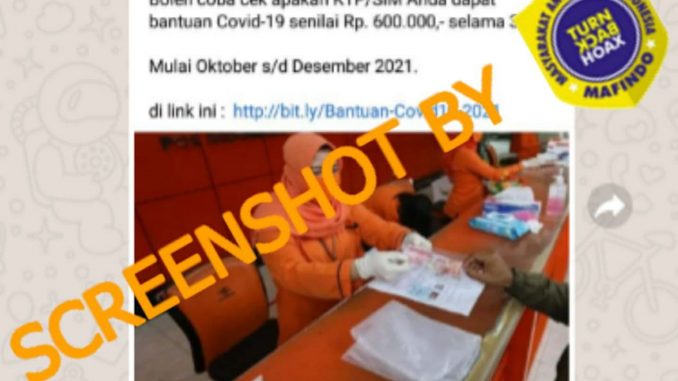 Boleh coba cek apakah KTP/SIM Anda dapat
bantuan Covid-19 senilai Rp. 600.000,- selama 3
Mulai Oktober s/d Desember 2021.
di link ini : http://bit.ly/Bantuan-Covid19-2021
SCREENSHOT BY
TURN
BACK
HOAX
MASYARAKAT
MAFINDO